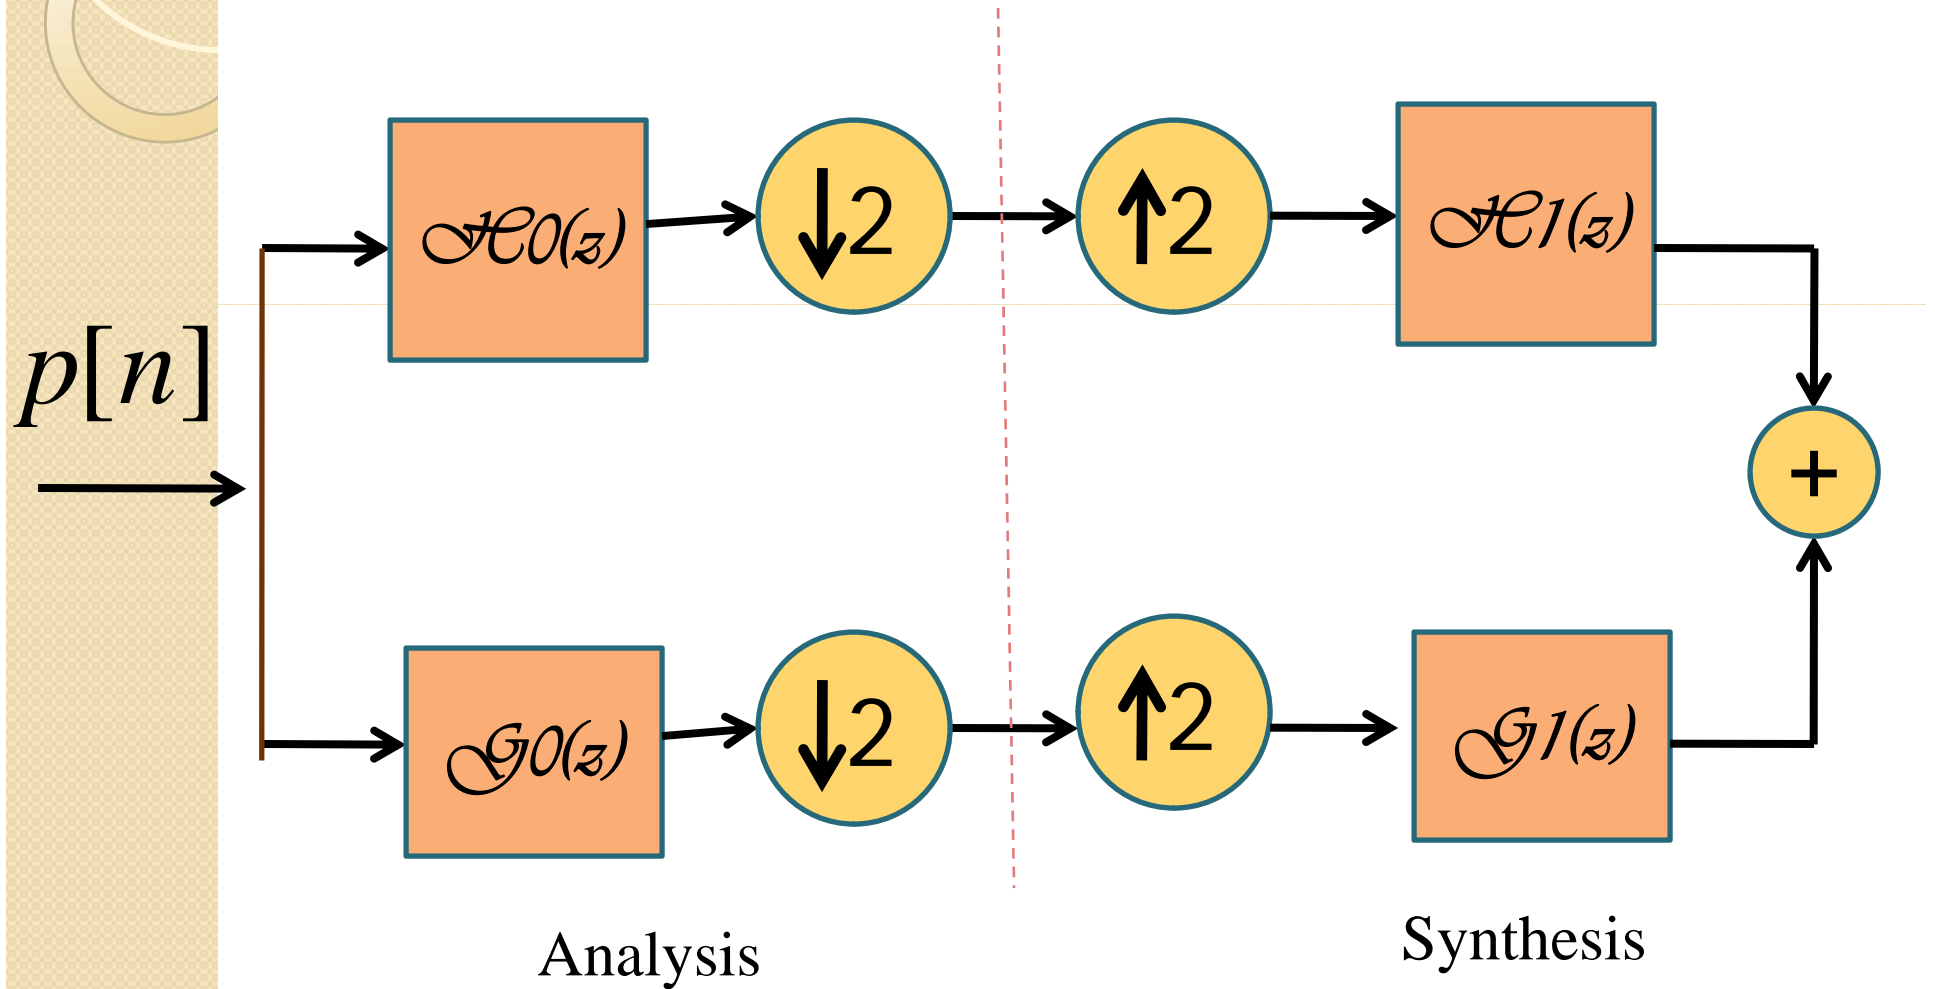 H0(z)
↓2
↑2
H1(z)
p[n]
+
G0(z)
↓2
↑2
G1(z)
Analysis
Synthesis